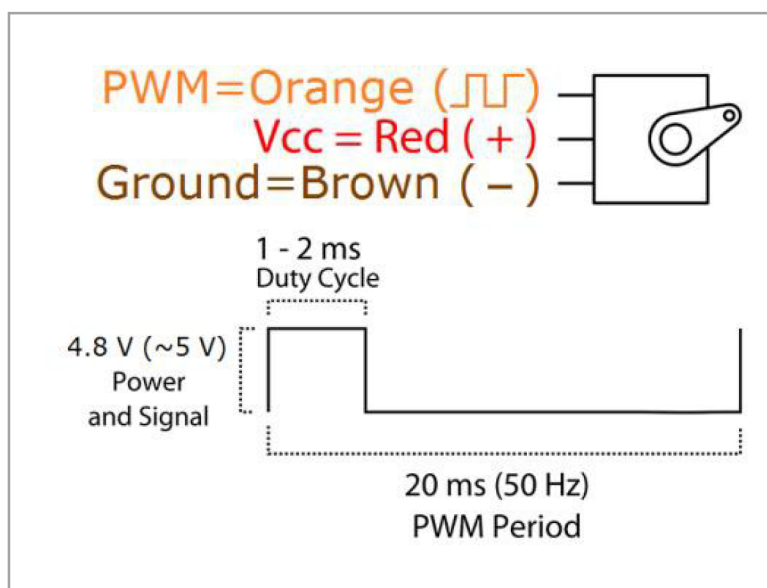 PWM=Orange (⎍⎍)
Vcc = Red ( + )
Ground=Brown ( − )
1 - 2 ms
Duty Cycle
4.8 V (~5 V)
Power
and Signal
20 ms (50 Hz)
PWM Period